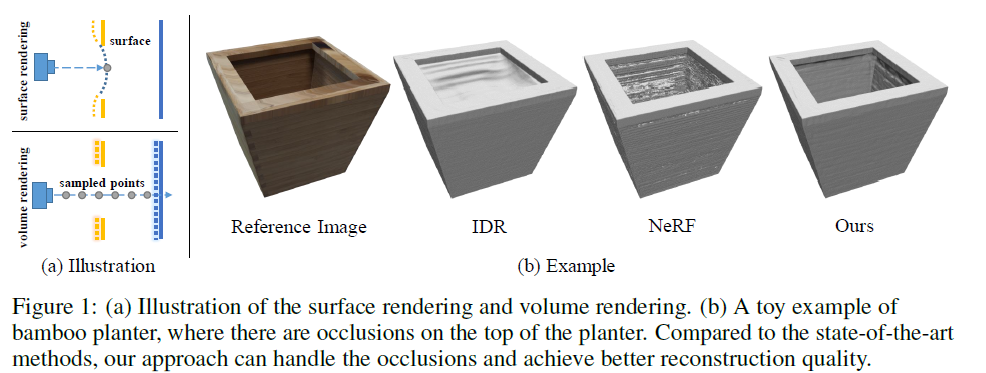 surface rendering
surface
volume rendering
sampled points
(a) Illustration
Reference Image
IDR
NeRF
Ours
(b) Example
Figure 1: (a) Illustration of the surface rendering and volume rendering. (b) A toy example of
bamboo planter, where there are occlusions on the top of the planter. Compared to the state-of-the-art
methods, our approach can handle the occlusions and achieve better reconstruction quality.